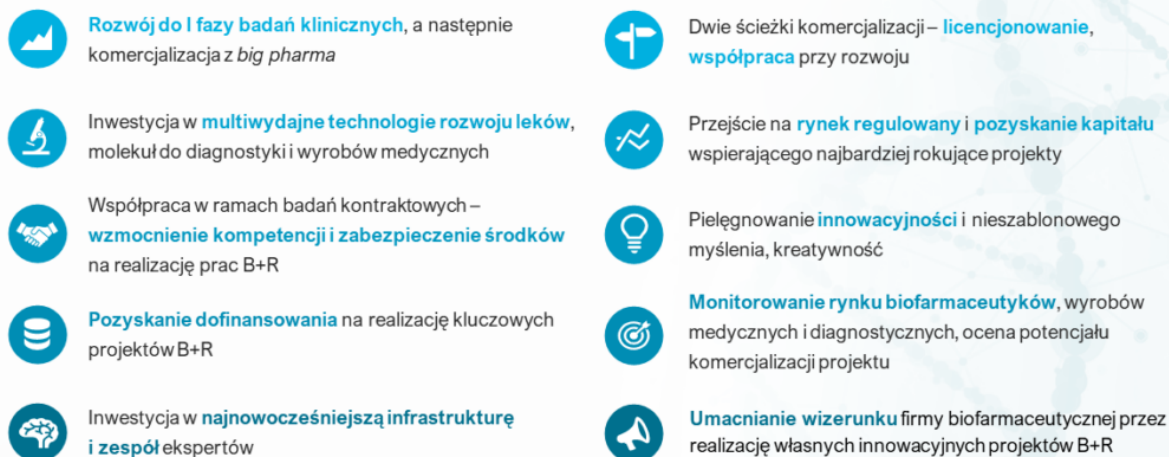 Rozwój do I fazy badań klinicznych, a następnie
komercjalizacja z big pharma
Inwestycja w multiwydajne technologie rozwoju leków,
molekuł do diagnostyki i wyrobów medycznych
Współpraca w ramach badań kontraktowych –
wzmocnienie kompetencji i zabezpieczenie środków
na realizację prac B+R
Pozyskanie dofinansowania na realizację kluczowych
projektów B+R
Inwestycja w najnowocześniejszą infrastrukturę
i zespół ekspertów
Dwie ścieżki komercjalizacji – licencjonowanie,
współpraca przy rozwoju
Przejście na rynek regulowany i pozyskanie kapitału
wspierającego najbardziej rokujące projekty
Pielęgnowanie innowacyjności i nieszablonowego
myślenia, kreatywność
Monitorowanie rynku biofarmaceutyków, wyrobów
medycznych i diagnostycznych, ocena potencjału
komercjalizacji projektu
Umacnianie wizerunku firmy biofarmaceutycznej przez
realizację własnych innowacyjnych projektów B+R